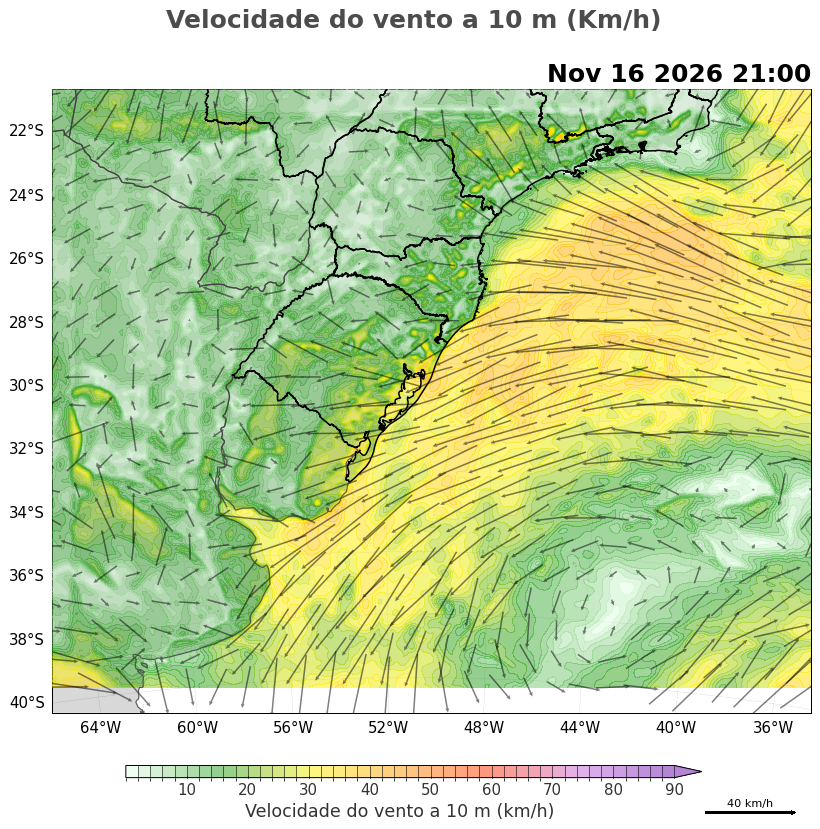 Velocidade do vento a 10 m (Km/h)
Nov 16 2026 21:00
22°S
24°S
26°S
28°S
30°S
32°S
34°S
36°S
38°S
40°S
64°W 60°W 56°W 52°W 48°W 44°W 40°W 36°W
10 20 30 40 50 60 70 80 90
Velocidade do vento a 10 m (km/h)
40 km/h